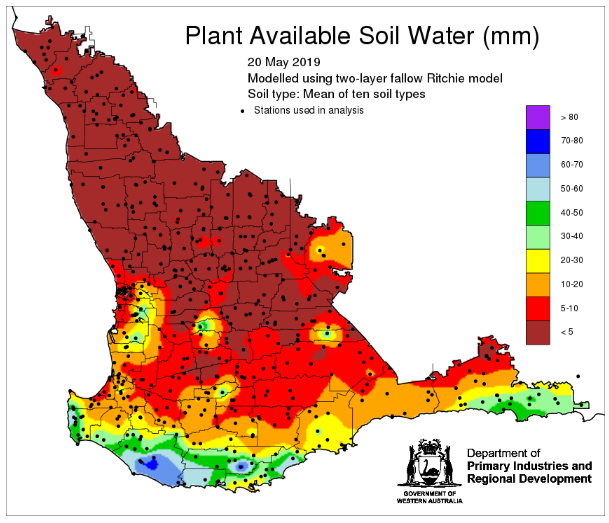 Plant Available Soil Water (mm)
20 May 2019
Modelled using two-layer fallow Ritchie model
Soil type: Mean of ten soil types
Stations used in analysis
> 80
70-80
60-70
50-60
40-50
30-40
20-30
10-20
5-10
< 5
GOVERNMENT OF
WESTERN AUSTRALIA
Department of
Primary Industries and
Regional Development